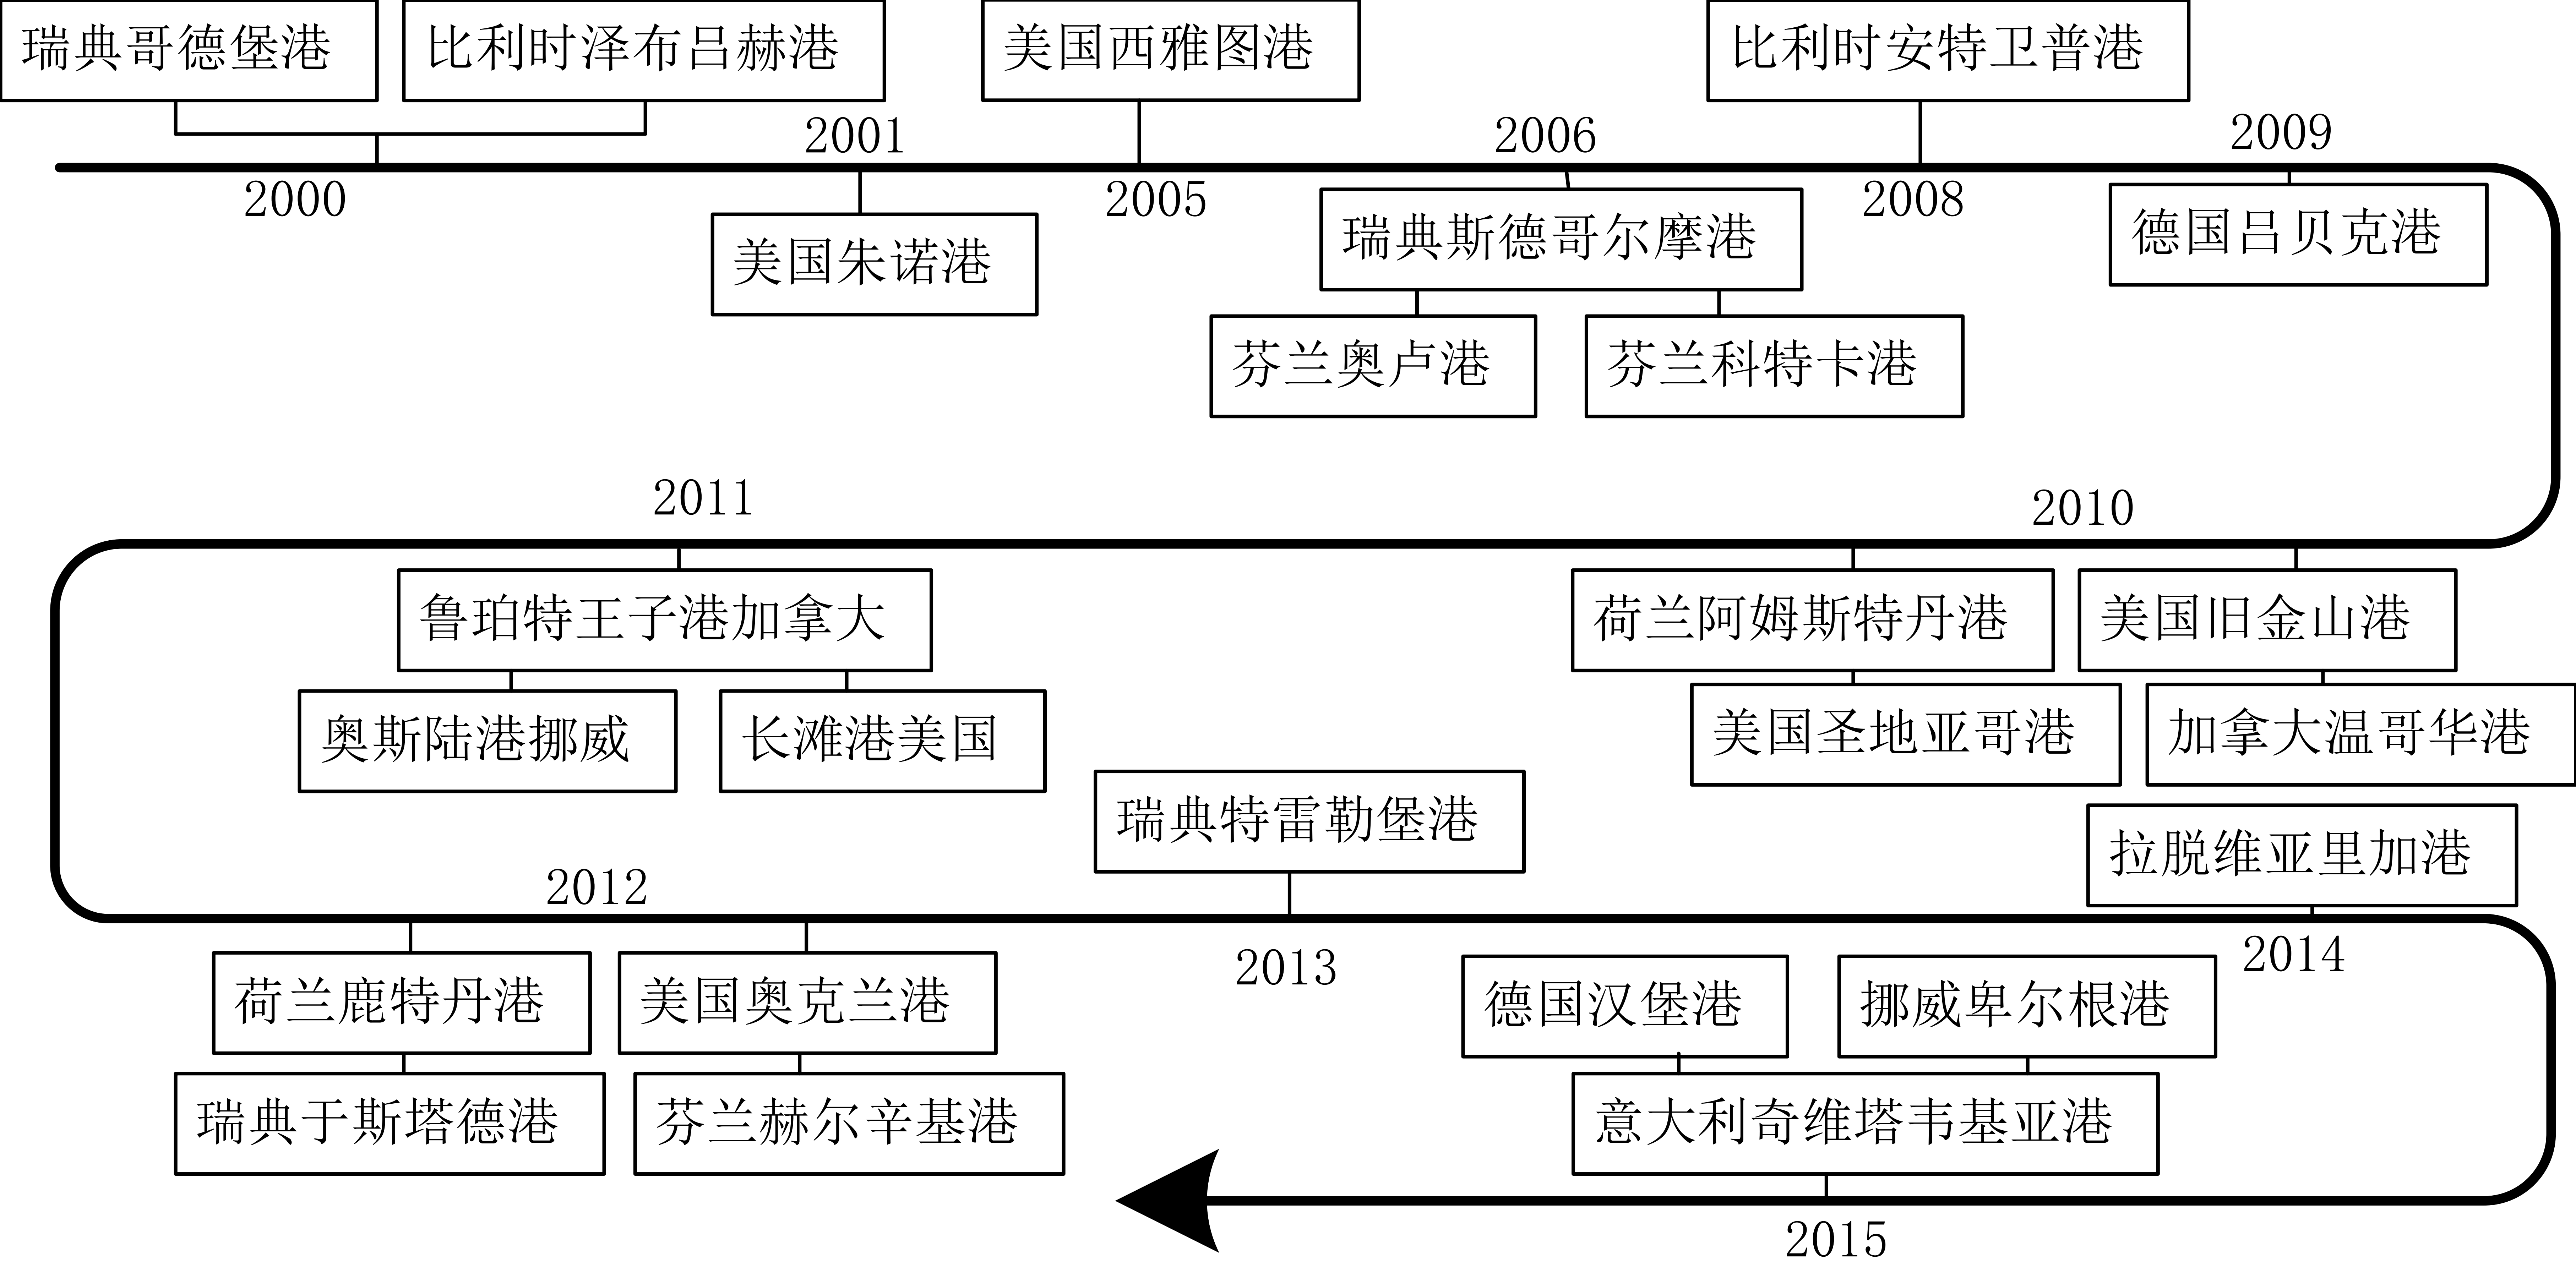 瑞典哥德堡港
比利时泽布吕赫港
美国西雅图港
比利时安特卫普港
2001
2006
2009
2000
2005
2008
美国朱诺港
瑞典斯德哥尔摩港
德国吕贝克港
芬兰奥卢港
芬兰科特卡港
2011
2010
鲁珀特王子港加拿大
荷兰阿姆斯特丹港
美国旧金山港
奥斯陆港挪威
长滩港美国
美国圣地亚哥港
加拿大温哥华港
瑞典特雷勒堡港
拉脱维亚里加港
2012
2013
2014
荷兰鹿特丹港
美国奥克兰港
德国汉堡港
挪威卑尔根港
瑞典于斯塔德港
芬兰赫尔辛基港
意大利奇维塔韦基亚港
2015